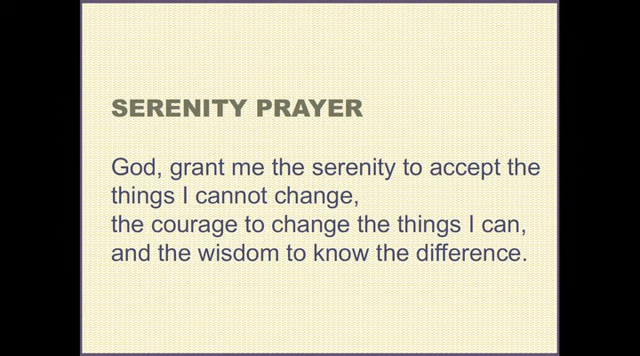 SERENITY PRAYER
God, grant me the serenity to accept the
things I cannot change,
the courage to change the things I can,
and the wisdom to know the difference.